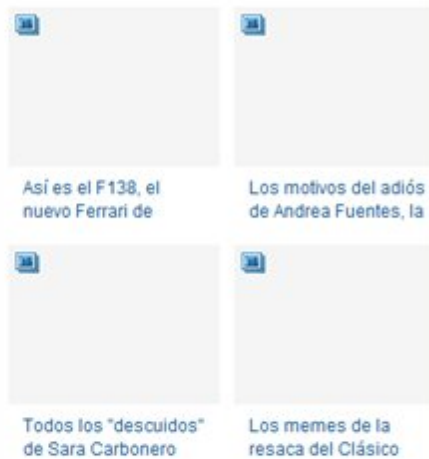 Así es el F138, el
nuevo Ferrari de
Los motivos del adiós
de Andrea Fuentes, la
Todos los "descuidos"
de Sara Carbonero
Los memes de la
resaca del Clásico